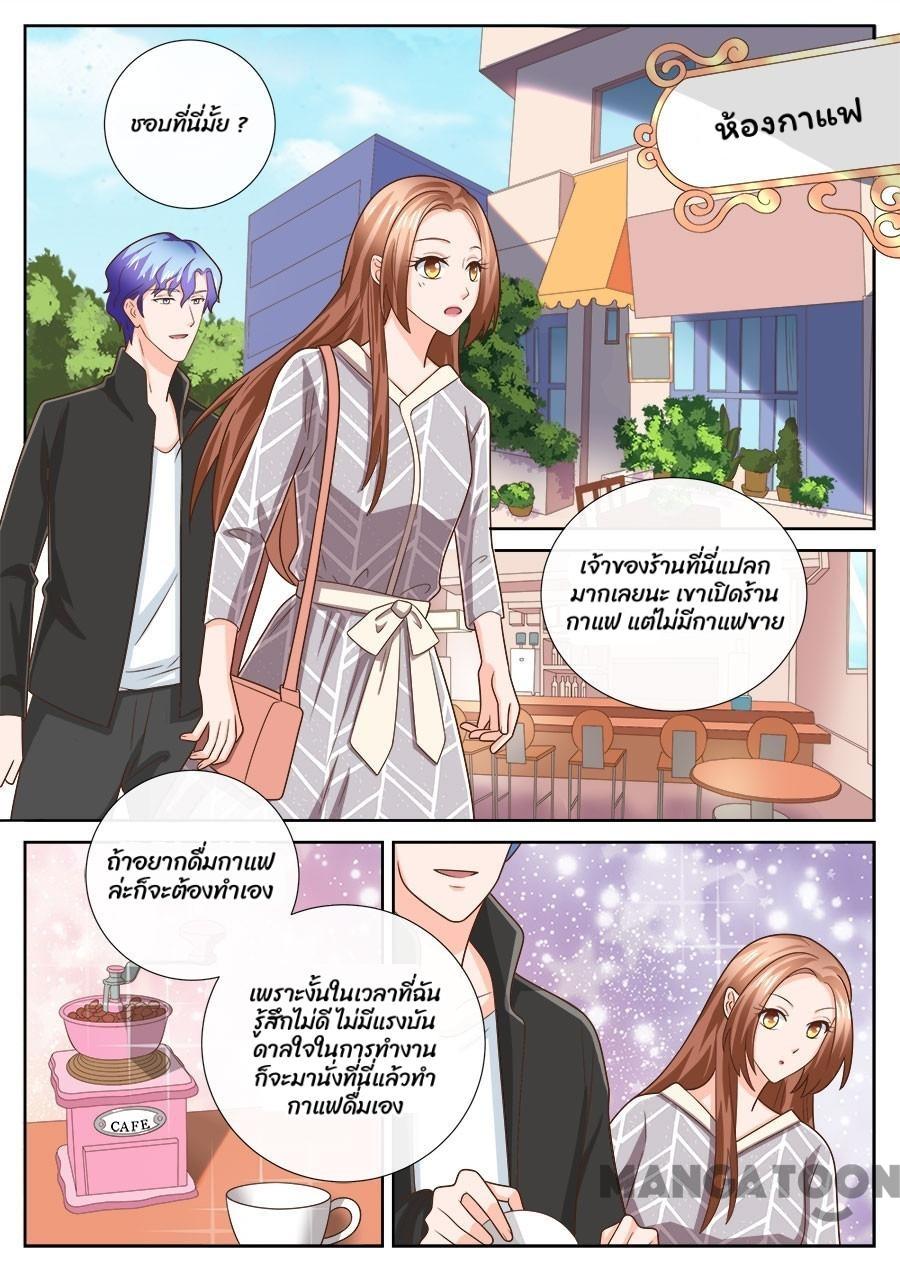 ห้องกาแฟ
ชอบที่นี่มั้ย ?
เจ้าของร้านที่นี่แปลก
มากเลยนะ เขาเปิดร้าน
กาแฟ แต่ไม่มีกาแฟขาย
ถ้าอยากดื่มกาแฟ
ล่ะก็จะต้องทำเอง
เพราะงั้นในเวลาที่ฉัน
รู้สึกไม่ดี ไม่มีแรงบัน
ดาลใจในการทำงาน
ก็จะมานั่งที่นี่แล้วทำ
กาแฟดื่มเอง
CAFE
MANGATOON